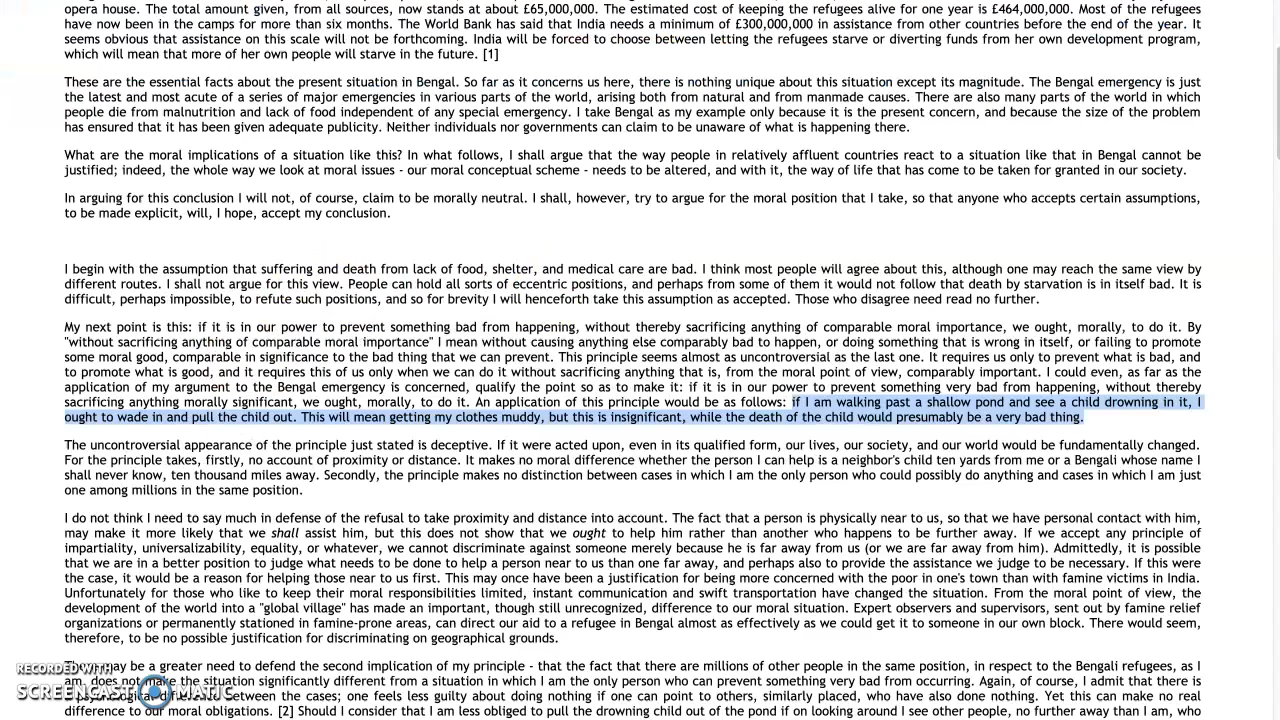 opera house. The total amount given, from all sources, now stands at about £65,000,000. The estimated cost of keeping the refugees alive for one year is £464,000,000. Most of the refugees
have now been in the camps for more than six months. The World Bank has said that India needs a minimum of £300,000,000 in assistance from other countries before the end of the year. It
seems obvious that assistance on this scale will not be forthcoming. India will be forced to choose between letting the refugees starve or diverting funds from her own development program,
which will mean that more of her own people will starve in the future. [1]
These are the essential facts about the present situation in Bengal. So far as it concerns us here, there is nothing unique about this situation except its magnitude. The Bengal emergency is just
the latest and most acute of a series of major emergencies in various parts of the world, arising both from natural and from manmade causes. There are also many parts of the world in which
people die from malnutrition and lack of food independent of any special emergency. I take Bengal as my example only because it is the present concern, and because the size of the problem
has ensured that it has been given adequate publicity. Neither individuals nor governments can claim to be unaware of what is happening there.
What are the moral implications of a situation like this? In what follows, I shall argue that the way people in relatively affluent countries react to a situation like that in Bengal cannot be
justified; indeed, the whole way we look at moral issues - our moral conceptual scheme - needs to be altered, and with it, the way of life that has come to be taken for granted in our society.
In arguing for this conclusion I will not, of course, claim to be morally neutral. I shall, however, try to argue for the moral position that I take, so that anyone who accepts certain assumptions,
to be made explicit, will, I hope, accept my conclusion.
I begin with the assumption that suffering and death from lack of food, shelter, and medical care are bad. I think most people will agree about this, although one may reach the same view by
different routes. I shall not argue for this view. People can hold all sorts of eccentric positions, and perhaps from some of them it would not follow that death by starvation is in itself bad. It is
difficult, perhaps impossible, to refute such positions, and so for brevity I will henceforth take this assumption as accepted. Those who disagree need read no further.
My next point is this: if it is in our power to prevent something bad from happening, without thereby sacrificing anything of comparable moral importance, we ought, morally, to do it. By
"without sacrificing anything of comparable moral importance" I mean without causing anything else comparably bad to happen, or doing something that is wrong in itself, or failing to promote
some moral good, comparable in significance to the bad thing that we can prevent. This principle seems almost as uncontroversial as the last one. It requires us only to prevent what is bad, and
to promote what is good, and it requires this of us only when we can do it without sacrificing anything that is, from the moral point of view, comparably important. I could even, as far as the
application of my argument to the Bengal emergency is concerned, qualify the point so as to make it: if it is in our power to prevent something very bad from happening, without thereby
sacrificing anything morally significant, we ought, morally, to do it. An application of this principle would be as follows: if I am walking past a shallow pond and see a child drowning in it, I
ought to wade in and pull the child out. This will mean getting my clothes muddy, but this is insignificant, while the death of the child would presumably be a very bad thing.
The uncontroversial appearance of the principle just stated is deceptive. If it were acted upon, even in its qualified form, our lives, our society, and our world would be fundamentally changed.
For the principle takes, firstly, no account of proximity or distance. It makes no moral difference whether the person I can help is a neighbor's child ten yards from me or a Bengali whose name I
shall never know, ten thousand miles away. Secondly, the principle makes no distinction between cases in which I am the only person who could possibly do anything and cases in which I am just
one among millions in the same position.
I do not think I need to say much in defense of the refusal to take proximity and distance into account. The fact that a person is physically near to us, so that we have personal contact with him,
may make it more likely that we shall assist him, but this does not show that we ought to help him rather than another who happens to be further away. If we accept any principle of
impartiality, universalizability, equality, or whatever, we cannot discriminate against someone merely because he is far away from us (or we are far away from him). Admittedly, it is possible
that we are in a better position to judge what needs to be done to help a person near to us than one far away, and perhaps also to provide the assistance we judge to be necessary. If this were
the case, it would be a reason for helping those near to us first. This may once have been a justification for being more concerned with the poor in one's town than with famine victims in India.
Unfortunately for those who like to keep their moral responsibilities limited, instant communication and swift transportation have changed the situation. From the moral point of view, the
development of the world into a "global village" has made an important, though still unrecognized, difference to our moral situation. Expert observers and supervisors, sent out by famine relief
organizations or permanently stationed in famine-prone areas, can direct our aid to a refugee in Bengal almost as effectively as we could get it to someone in our own block. There would seem,
therefore, to be no possible justification for discriminating on geographical grounds.
may be a greater need to defend the second implication of my principle - that the fact that there are millions of other people in the same position, in respect to the Bengali refugees, as I
am, does not make the situation significantly different from a situation in which I am the only person who can prevent something very bad from occurring. Again, of course, I admit that there is
between the cases; one feels less guilty about doing nothing if one can point to others, similarly placed, who have also done nothing. Yet this can make no real
difference to our moral obligations. [2] Should I consider that I am less obliged to pull the drowning child out of the pond if on looking around I see other people, no further away than I am, who
RECORDED WITH
SCREENCAST MATIC